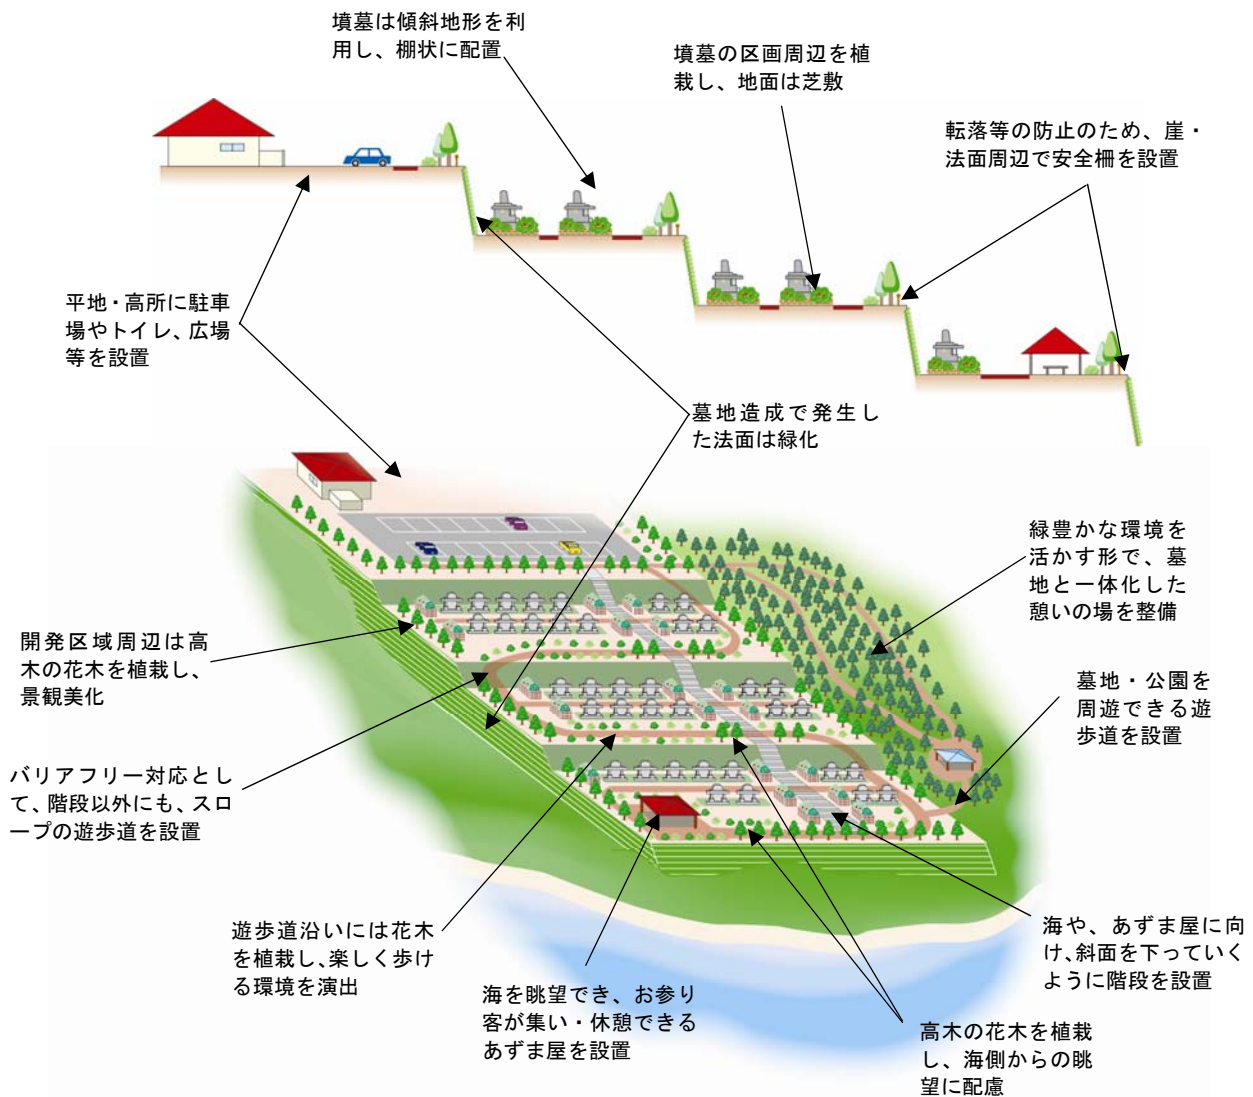 墳墓は傾斜地形を利
用し、棚状に配置
墳墓の区画周辺を植
栽し、地面は芝敷
転落等の防止のため、崖・
法面周辺で安全柵を設置
平地・高所に駐車
場やトイレ、広場
等を設置
墓地造成で発生し
た法面は緑化
緑豊かな環境を
活かす形で、墓
地と一体化した
憩いの場を整備
開発区域周辺は高
木の花木を植栽し、
景観美化
墓地・公園を
周遊できる遊
歩道を設置
バリアフリー対応とし
て、階段以外にも、スロ
ープの遊歩道を設置
遊歩道沿いには花木
を植栽し、楽しく歩け
る環境を演出
海を眺望でき、お参り
客が集い・休憩できる
あずま屋を設置
海や、あずま屋に向
け、斜面を下っていく
ように階段を設置
高木の花木を植栽
し、海側からの眺
望に配慮